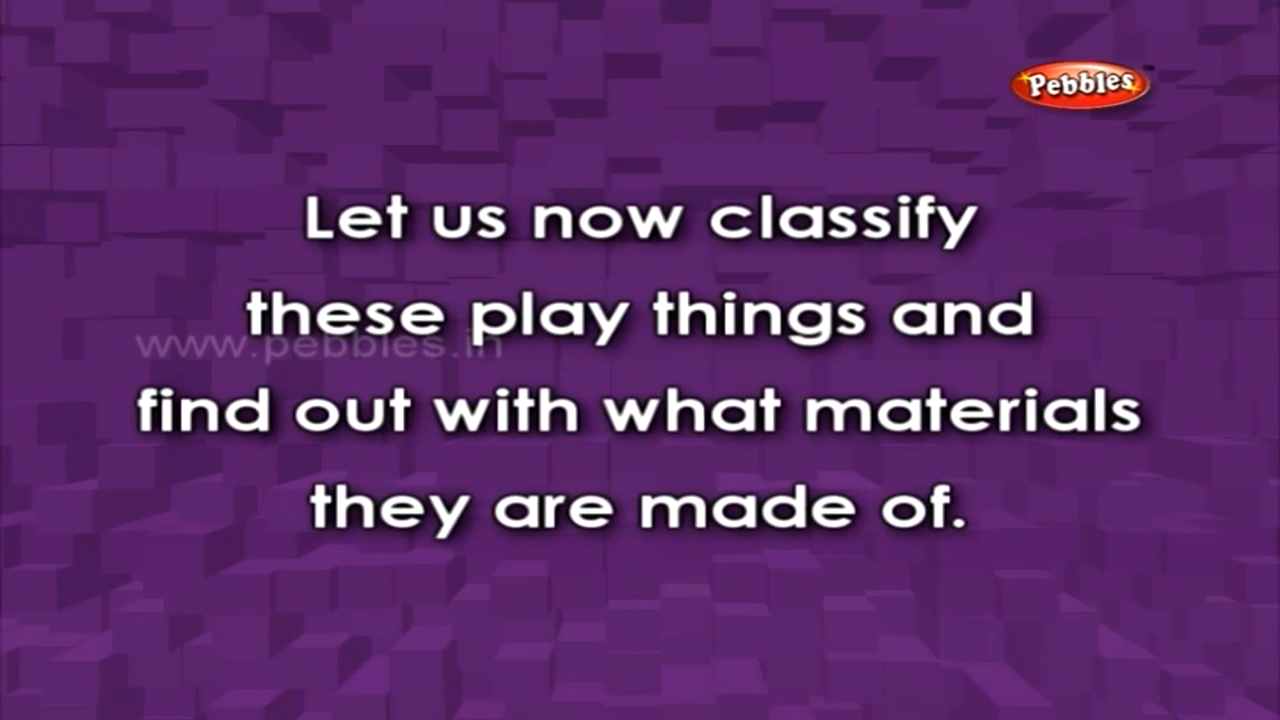 Pebbles
Let us now classify
these play things and
www.pebbles.in
find out with what materials
they are made of.